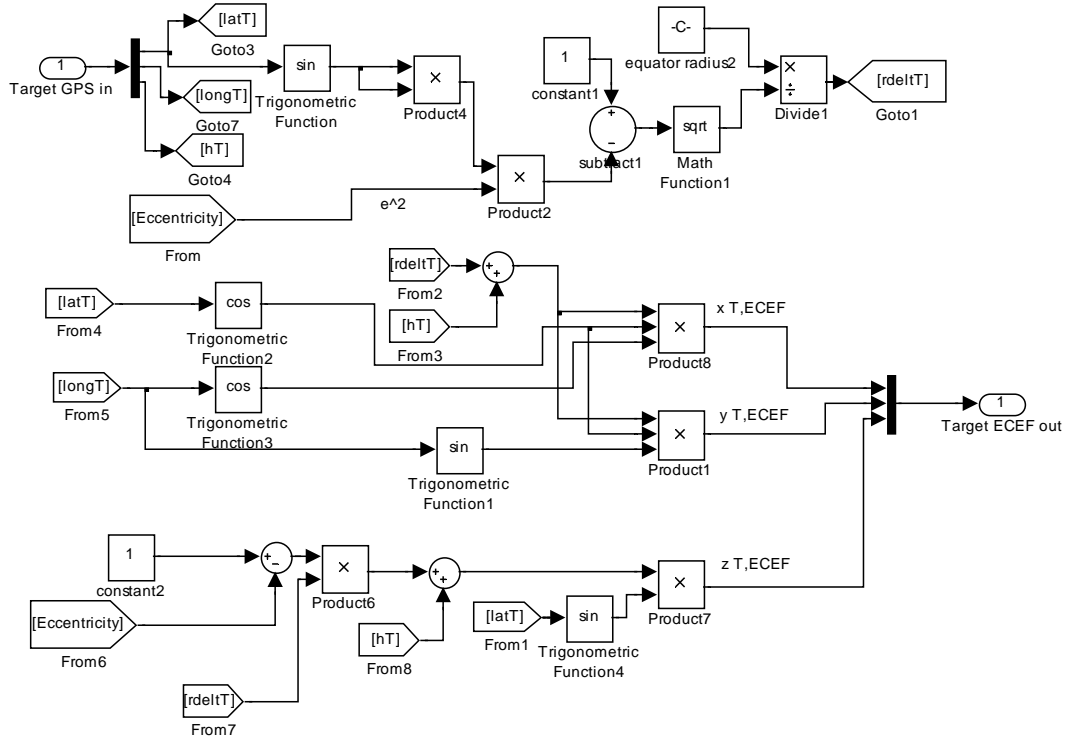 [latT]
Goto3
1
Target GPS in
[longT]
Goto7
[hT]
Goto4
sin
Trigonometric
Function
×
Product4
[Eccentricity]
From
e^2
×
Product2
1
constant1
+
−
subtract1
-C-
equator radius2
sqrt
Math
Function1
×
÷
Divide1
[rdeltT]
Goto1
[rdeltT]
From2
+
+
[hT]
From3
[latT]
From4
cos
Trigonometric
Function2
[longT]
From5
cos
Trigonometric
Function3
sin
Trigonometric
Function1
×
Product8
x T,ECEF
×
Product1
y T,ECEF
1
Target ECEF out
1
constant2
+
−
[Eccentricity]
From6
[rdeltT]
From7
×
Product6
+
+
[hT]
From8
[latT]
From1
sin
Trigonometric
Function4
×
Product7
z T,ECEF